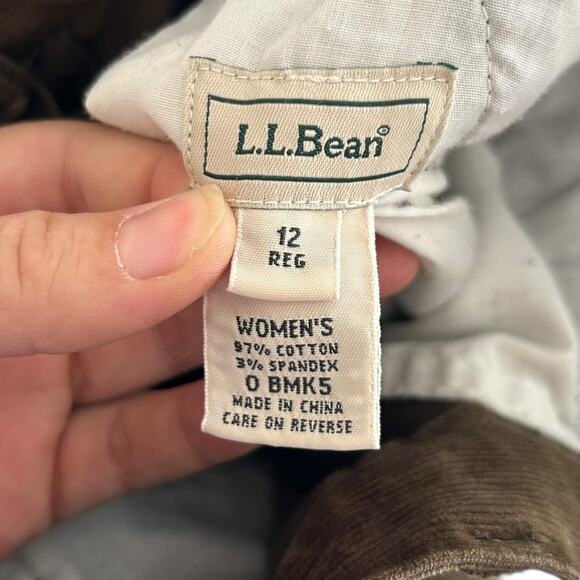 L.L.Bean®
12
REG
WOMEN'S
97% COTTON
3% SPANDEX
0 BMK5
MADE IN CHINA
CARE ON REVERSE